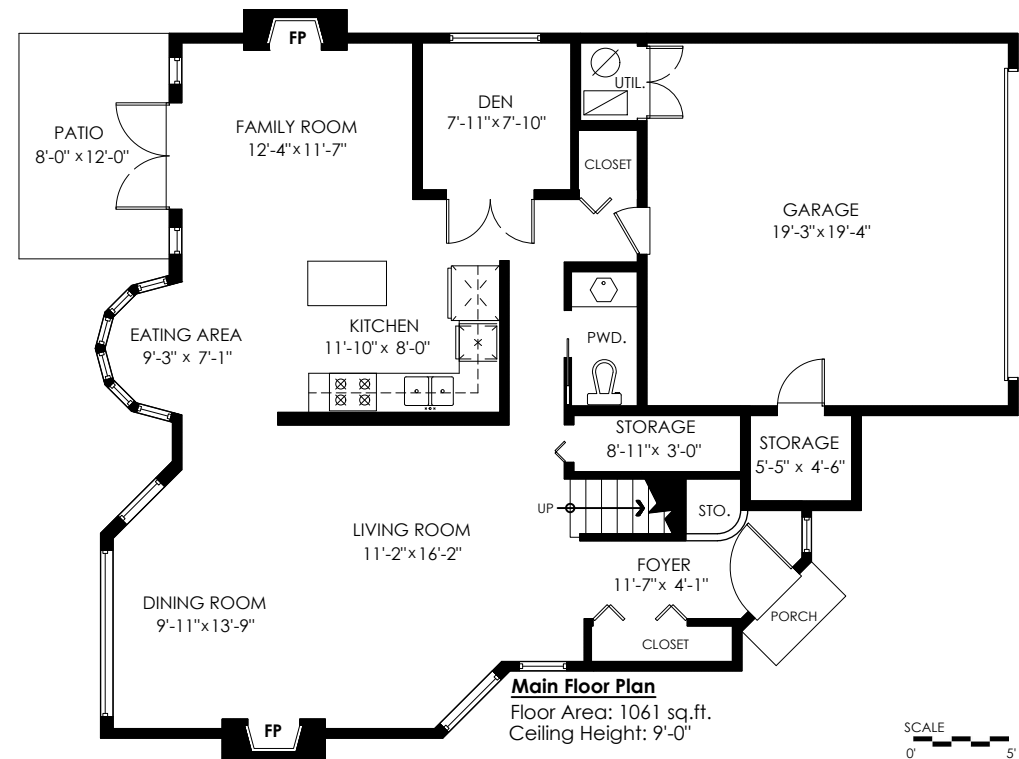 FP
DEN
7'-11"x7'-10"
UTIL.
PATIO
8'-0" x12'-0"
FAMILY ROOM
12'-4"x11'-7"
CLOSET
GARAGE
19'-3"x19'-4"
EATING AREA
9'-3" x 7'-1"
KITCHEN
11'-10" x 8'-0"
PWD.
STORAGE
8'-11"x 3'-0"
STORAGE
5'-5" x 4'-6"
UP
STO.
LIVING ROOM
11'-2"x16'-2"
FOYER
11'-7"x 4'-1"
DINING ROOM
9'-11"x13'-9"
PORCH
CLOSET
Main Floor Plan
Floor Area: 1061 sq.ft.
Ceiling Height: 9'-0"
FP
SCALE
0' 5'